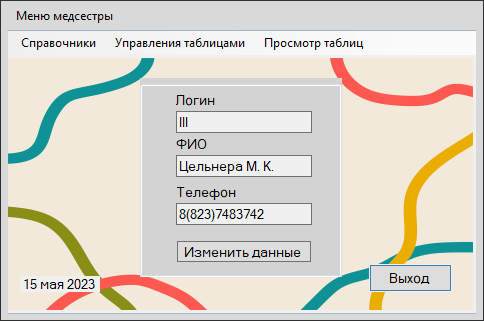 Меню медсестры
Справочники Управления таблицами Просмотр таблиц
Логин
lll
ФИО
Цельнера М. К.
Телефон
8(823)7483742
Изменить данные
15 мая 2023
Выход